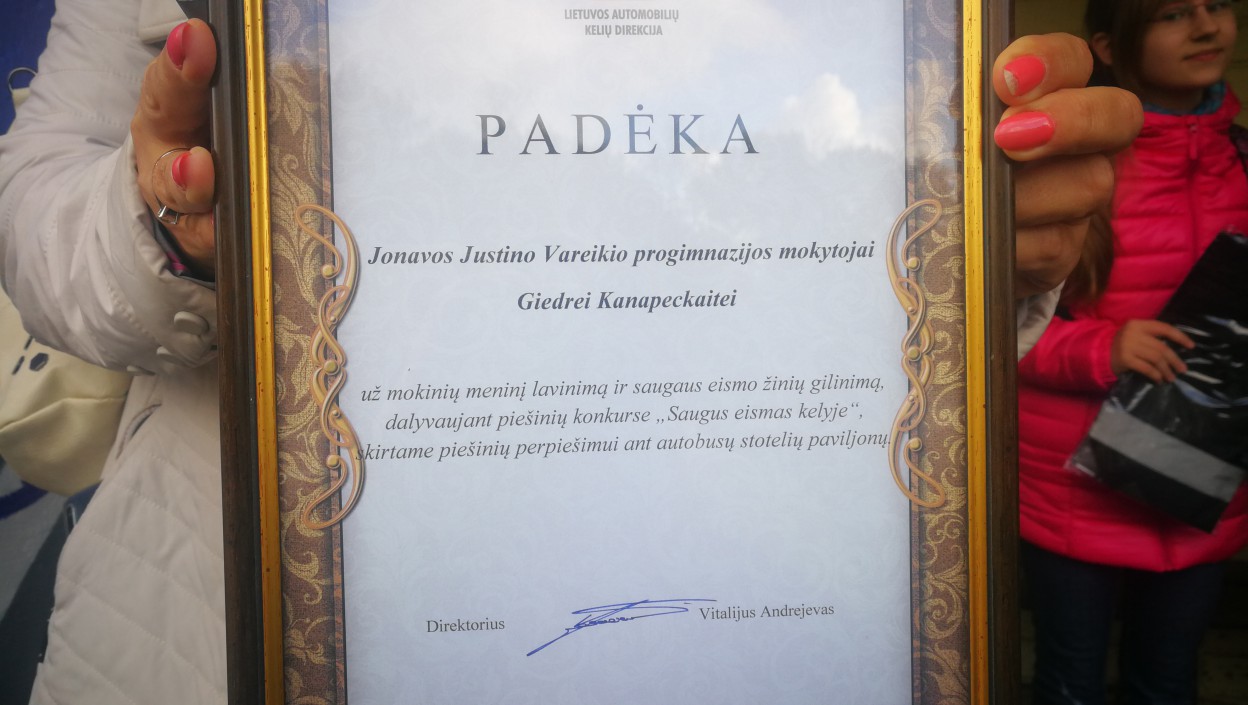 LIETUVOS AUTOMOBILIŲ
KELIŲ DIREKCIJA
PADĖKA
Jonavos Justino Vareikio progimnazijos mokytojai
Giedrei Kanapeckaitei
už mokinių meninį lavinimą ir saugaus eismo žinių gilinimą,
dalyvaujant piešinių konkurse „Saugus eismas kelyje“,
skirtame piešinių perpiešimui ant autobusų stotelių paviljonų.
Direktorius
Vitalijus Andrejevas